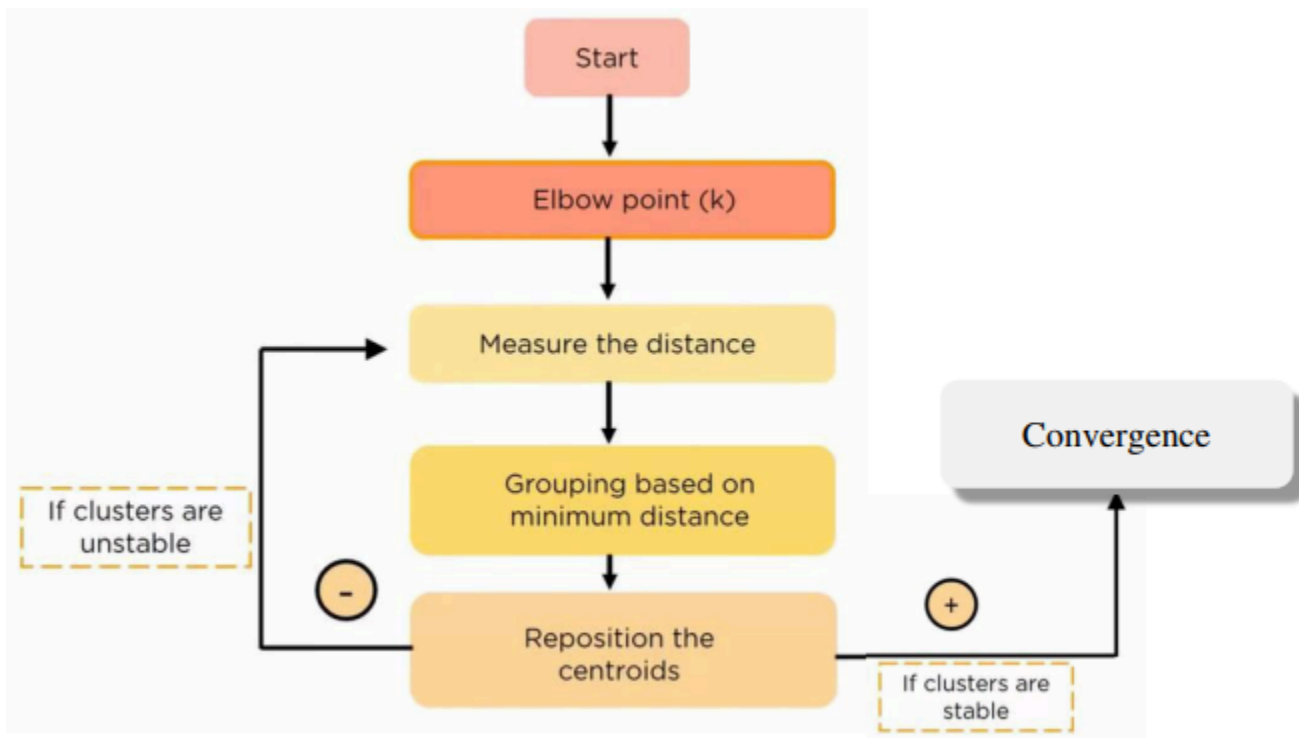 Start
Elbow point (k)
Measure the distance
Convergence
Grouping based on
minimum distance
If clusters are
unstable
-
+
Reposition the
centroids
If clusters are
stable